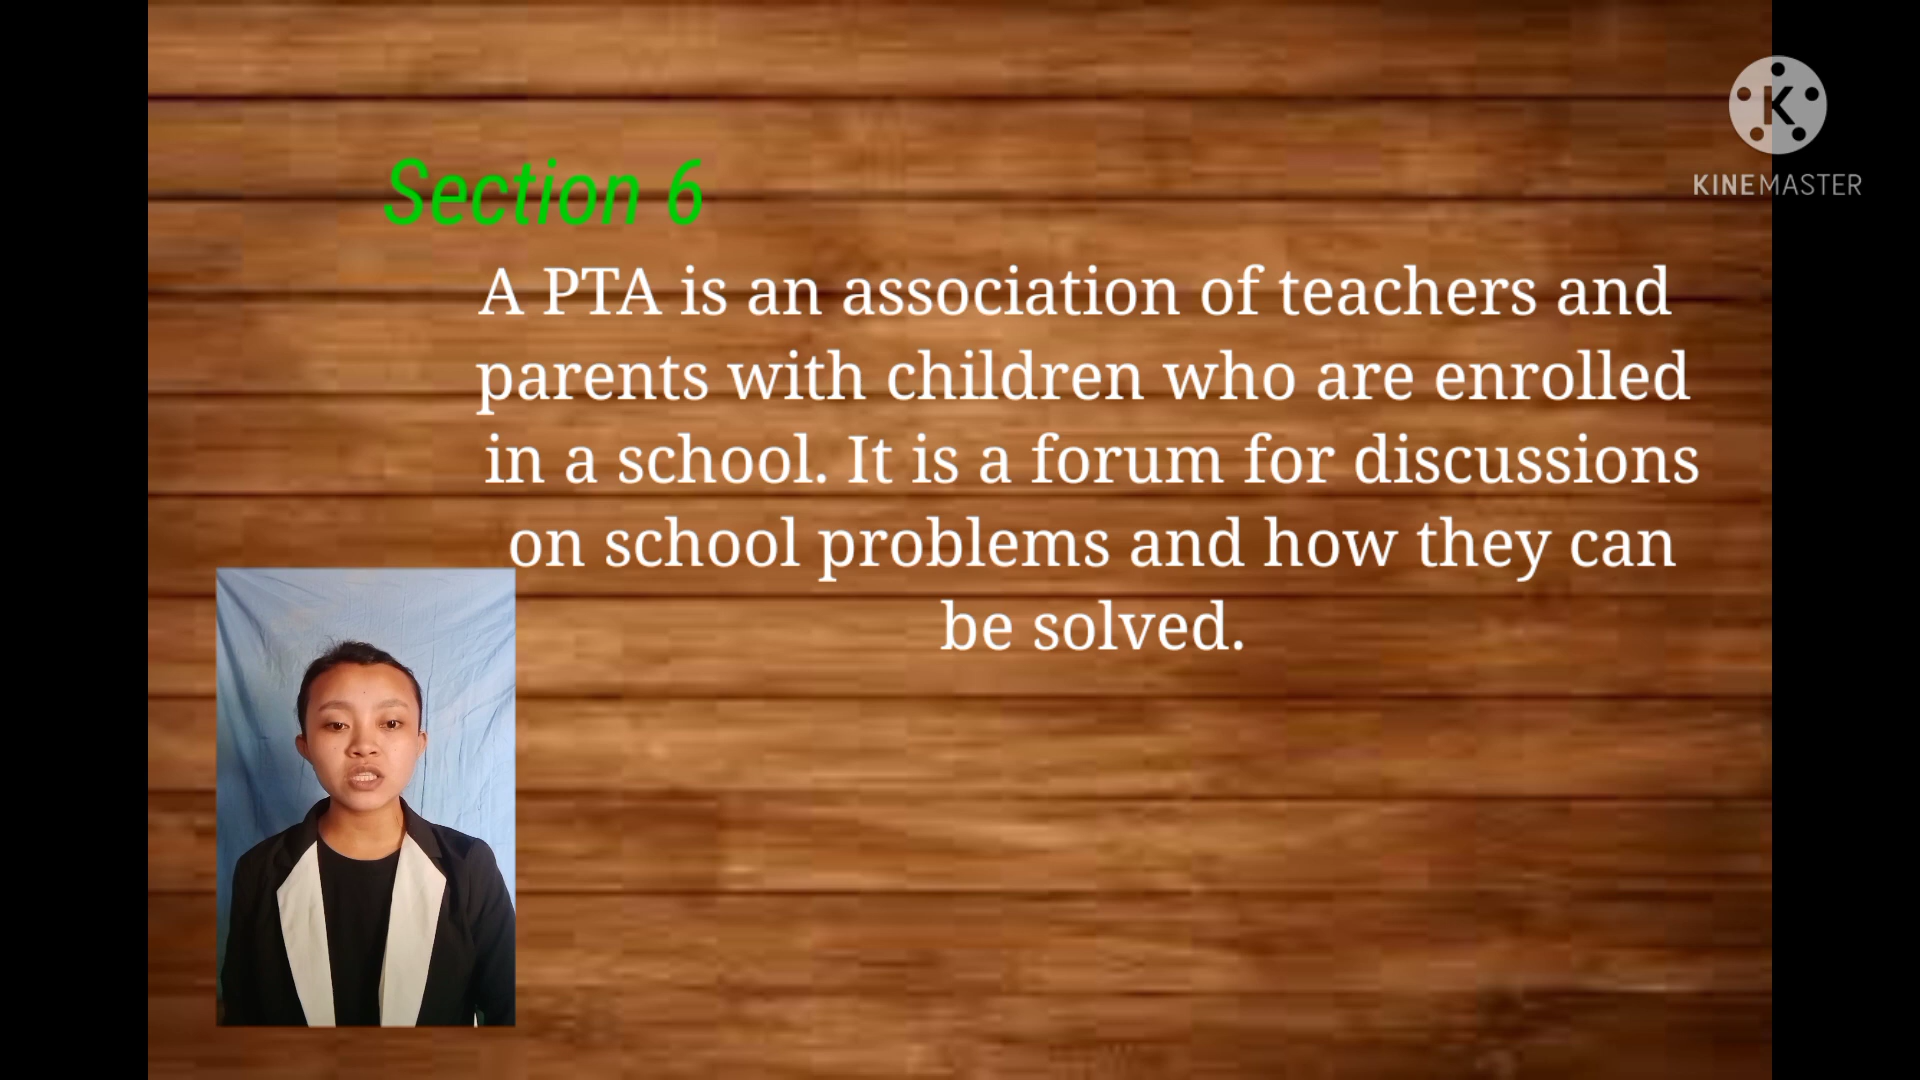 Section 6
A PTA is an association of teachers and
parents with children who are enrolled
in a school. It is a forum for discussions
on school problems and how they can
be solved.
K
KINEMASTER